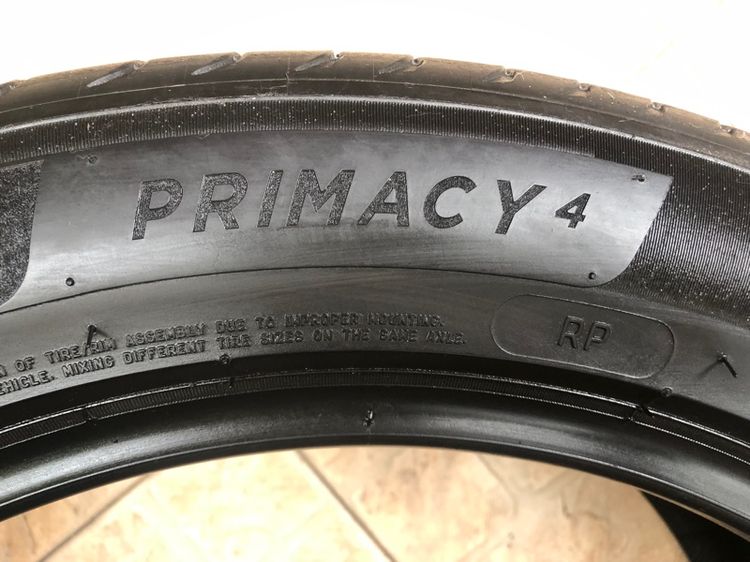 PRIMACY 4
N OF TIRE/RIM ASSEMBLY DUE TO IMPROPER MOUNTING.
EHICLE. MIXING DIFFERENT TIRE SIZES ON THE SAME AXLE.
RP